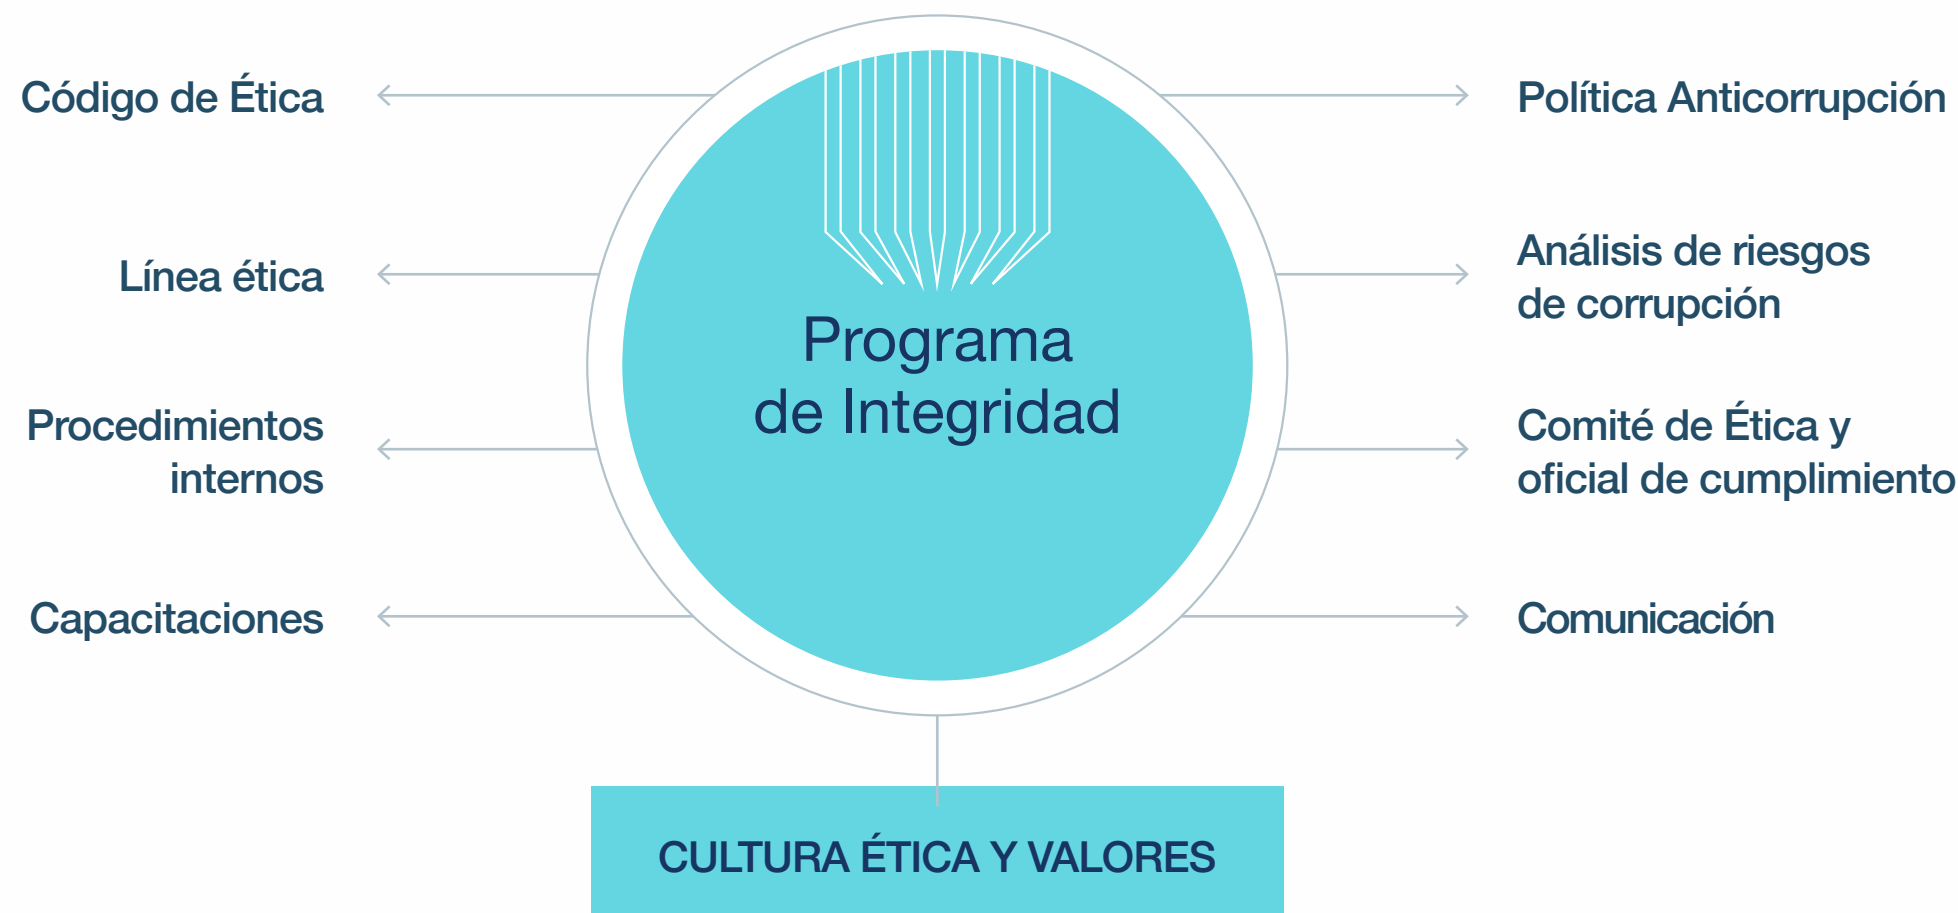 Código de Ética
Línea ética
Procedimientos
internos
Capacitaciones
Programa
de Integridad
Política Anticorrupción
Análisis de riesgos
de corrupción
Comité de Ética y
oficial de cumplimiento
Comunicación
CULTURA ÉTICA Y VALORES